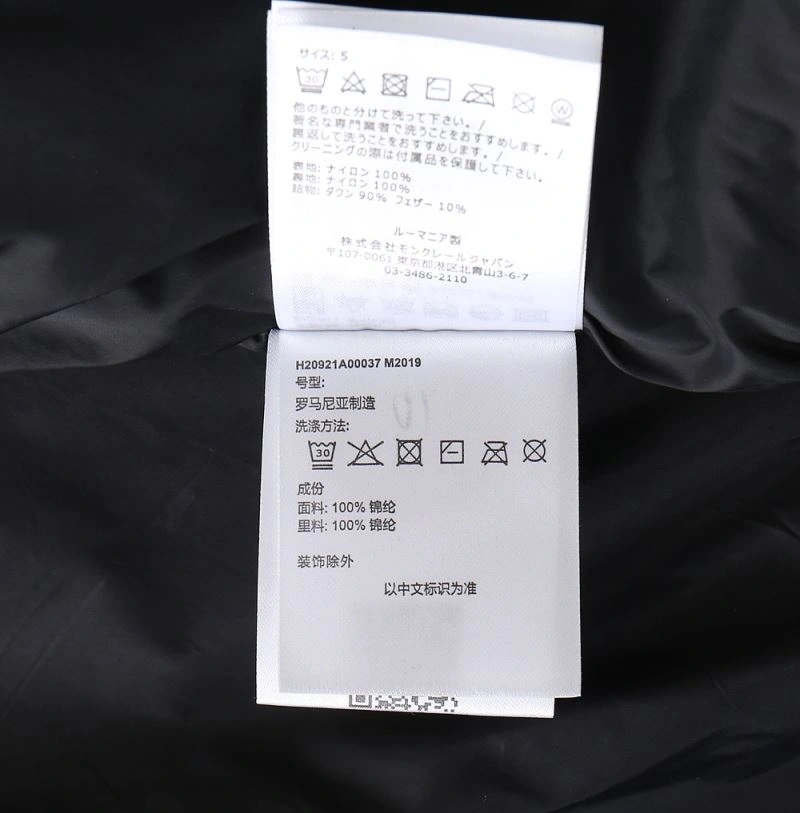 サイズ: S
30
W
他のものと分けて洗って下さい。/
著名な専門業者で洗うことをおすすめします。/
裏返して洗うことをおすすめします。/
クリーニングの際は付属品を保護して下さい。
表地: ナイロン 100%
裏地: ナイロン 100%
詰物: ダウン 90% フェザー 10%
ルーマニア製
株式会社モンクレールジャパン
〒107-0061 東京都港区北青山3-6-7
03-3486-2110
H20921A00037 M2019
号型:
罗马尼亚制造
洗涤方法:
30
成份
面料: 100% 锦纶
里料: 100% 锦纶
装饰除外
以中文标识为准